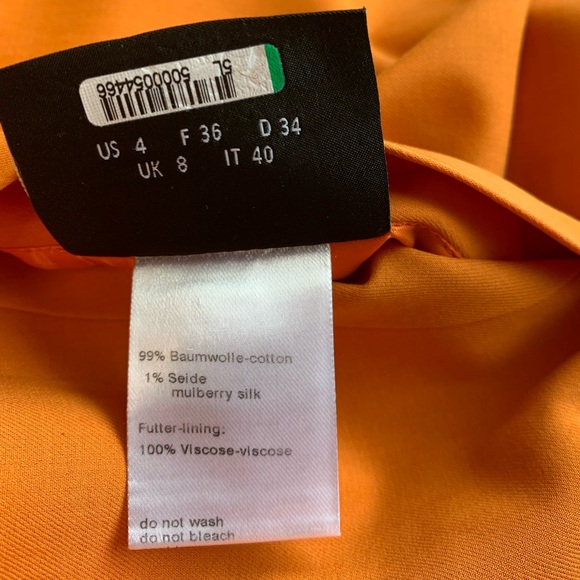 5000054466
5L
US 4 F 36 D 34
UK 8 IT 40
99% Baumwolle-cotton
1% Seide
mulberry silk
Futter-lining:
100% Viscose-viscose
do not wash
do not bleach